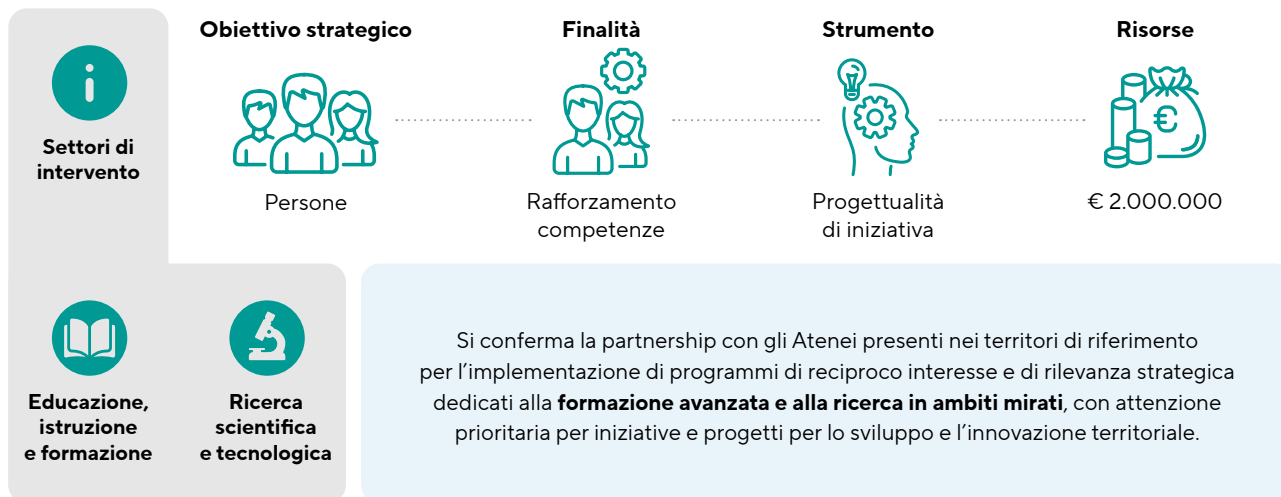 Settori di
intervento
Obiettivo strategico
Persone
Finalità
Rafforzamento
competenze
Strumento
Progettualità
di iniziativa
Risorse
€
€ 2.000.000
Educazione,
istruzione
e formazione
Ricerca
scientifica
e tecnologica
Si conferma la partnership con gli Atenei presenti nei territori di riferimento
per l’implementazione di programmi di reciproco interesse e di rilevanza strategica
dedicati alla formazione avanzata e alla ricerca in ambiti mirati, con attenzione
prioritaria per iniziative e progetti per lo sviluppo e l’innovazione territoriale.